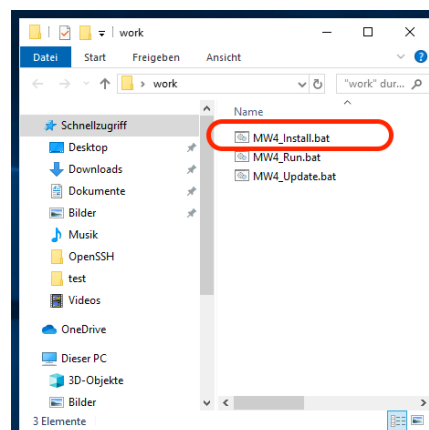 work
Datei Start Freigeben Ansicht
work "work" dur...
Name
Schnellzugriff
Desktop
Downloads
Dokumente
Bilder
Musik
OpenSSH
test
Videos
OneDrive
Dieser PC
3D-Objekte
Bilder
MW4_Install.bat
MW4_Run.bat
MW4_Update.bat
3 Elemente